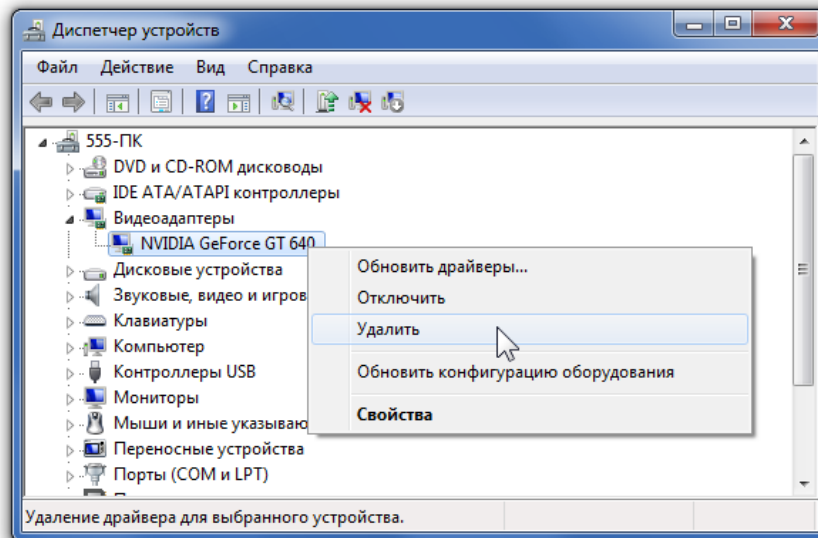 Диспетчер устройств
Файл Действие Вид Справка
555-ПК
DVD и CD-ROM дисководы
IDE ATA/ATAPI контроллеры
Видеоадаптеры
NVIDIA GeForce GT 640
Дисковые устройства
Звуковые, видео и игров
Клавиатуры
Компьютер
Контроллеры USB
Мониторы
Мыши и иные указываю
Переносные устройства
Порты (COM и LPT)
Обновить драйверы...
Отключить
Удалить
Обновить конфигурацию оборудования
Свойства
Удаление драйвера для выбранного устройства.